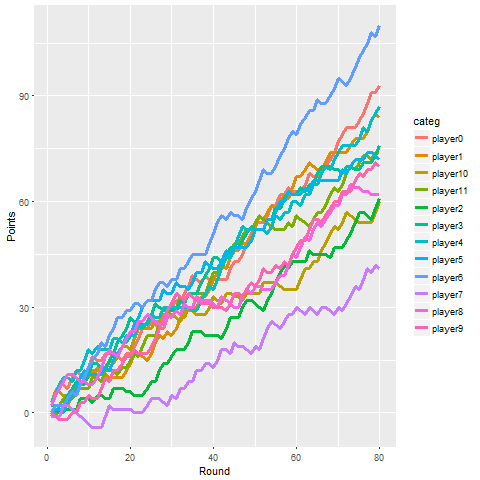 90
60
30
0
Points
0
20
40
60
80
Round
categ
player0
player1
player10
player11
player2
player3
player4
player5
player6
player7
player8
player9